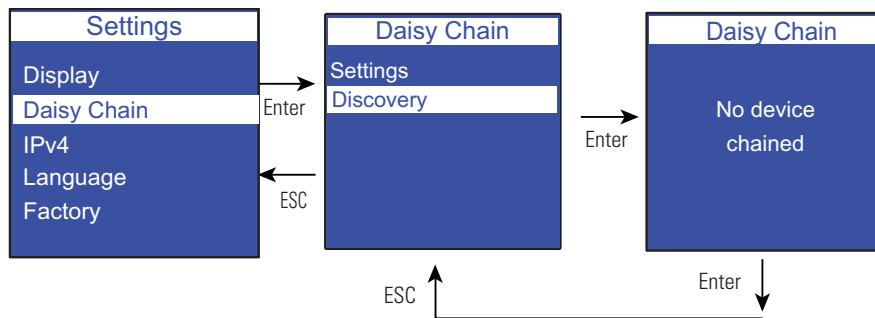 Settings
Display
Daisy Chain
IPv4
Language
Factory
Enter
ESC
Daisy Chain
Settings
Discovery
Enter
Daisy Chain
No device
chained
Enter
ESC